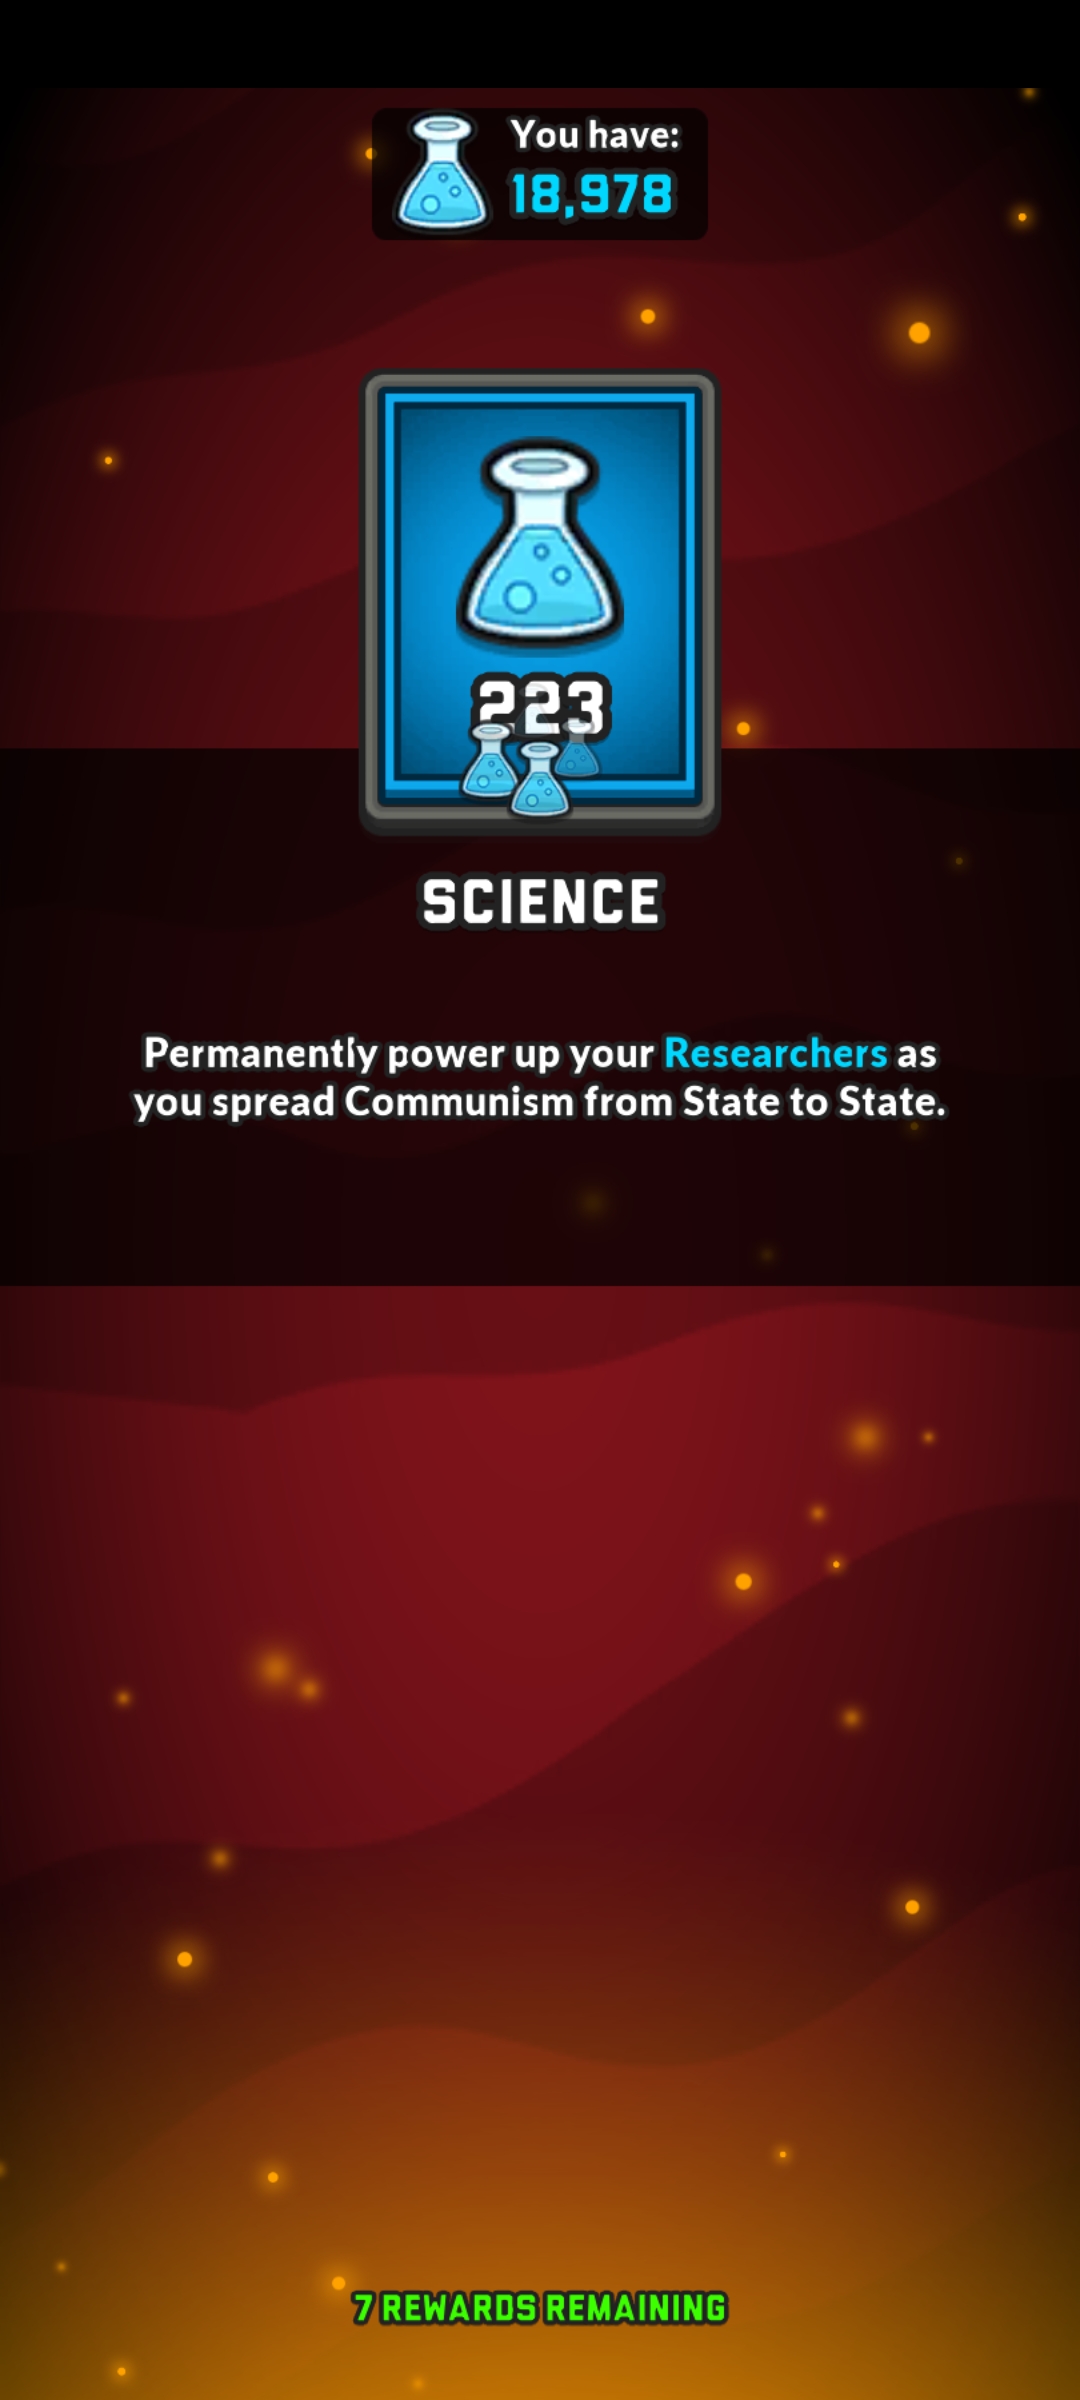 You have:
18,978
223
SCIENCE
Permanently power up your Researchers as
you spread Communism from State to State.
7 REWARDS REMAINING